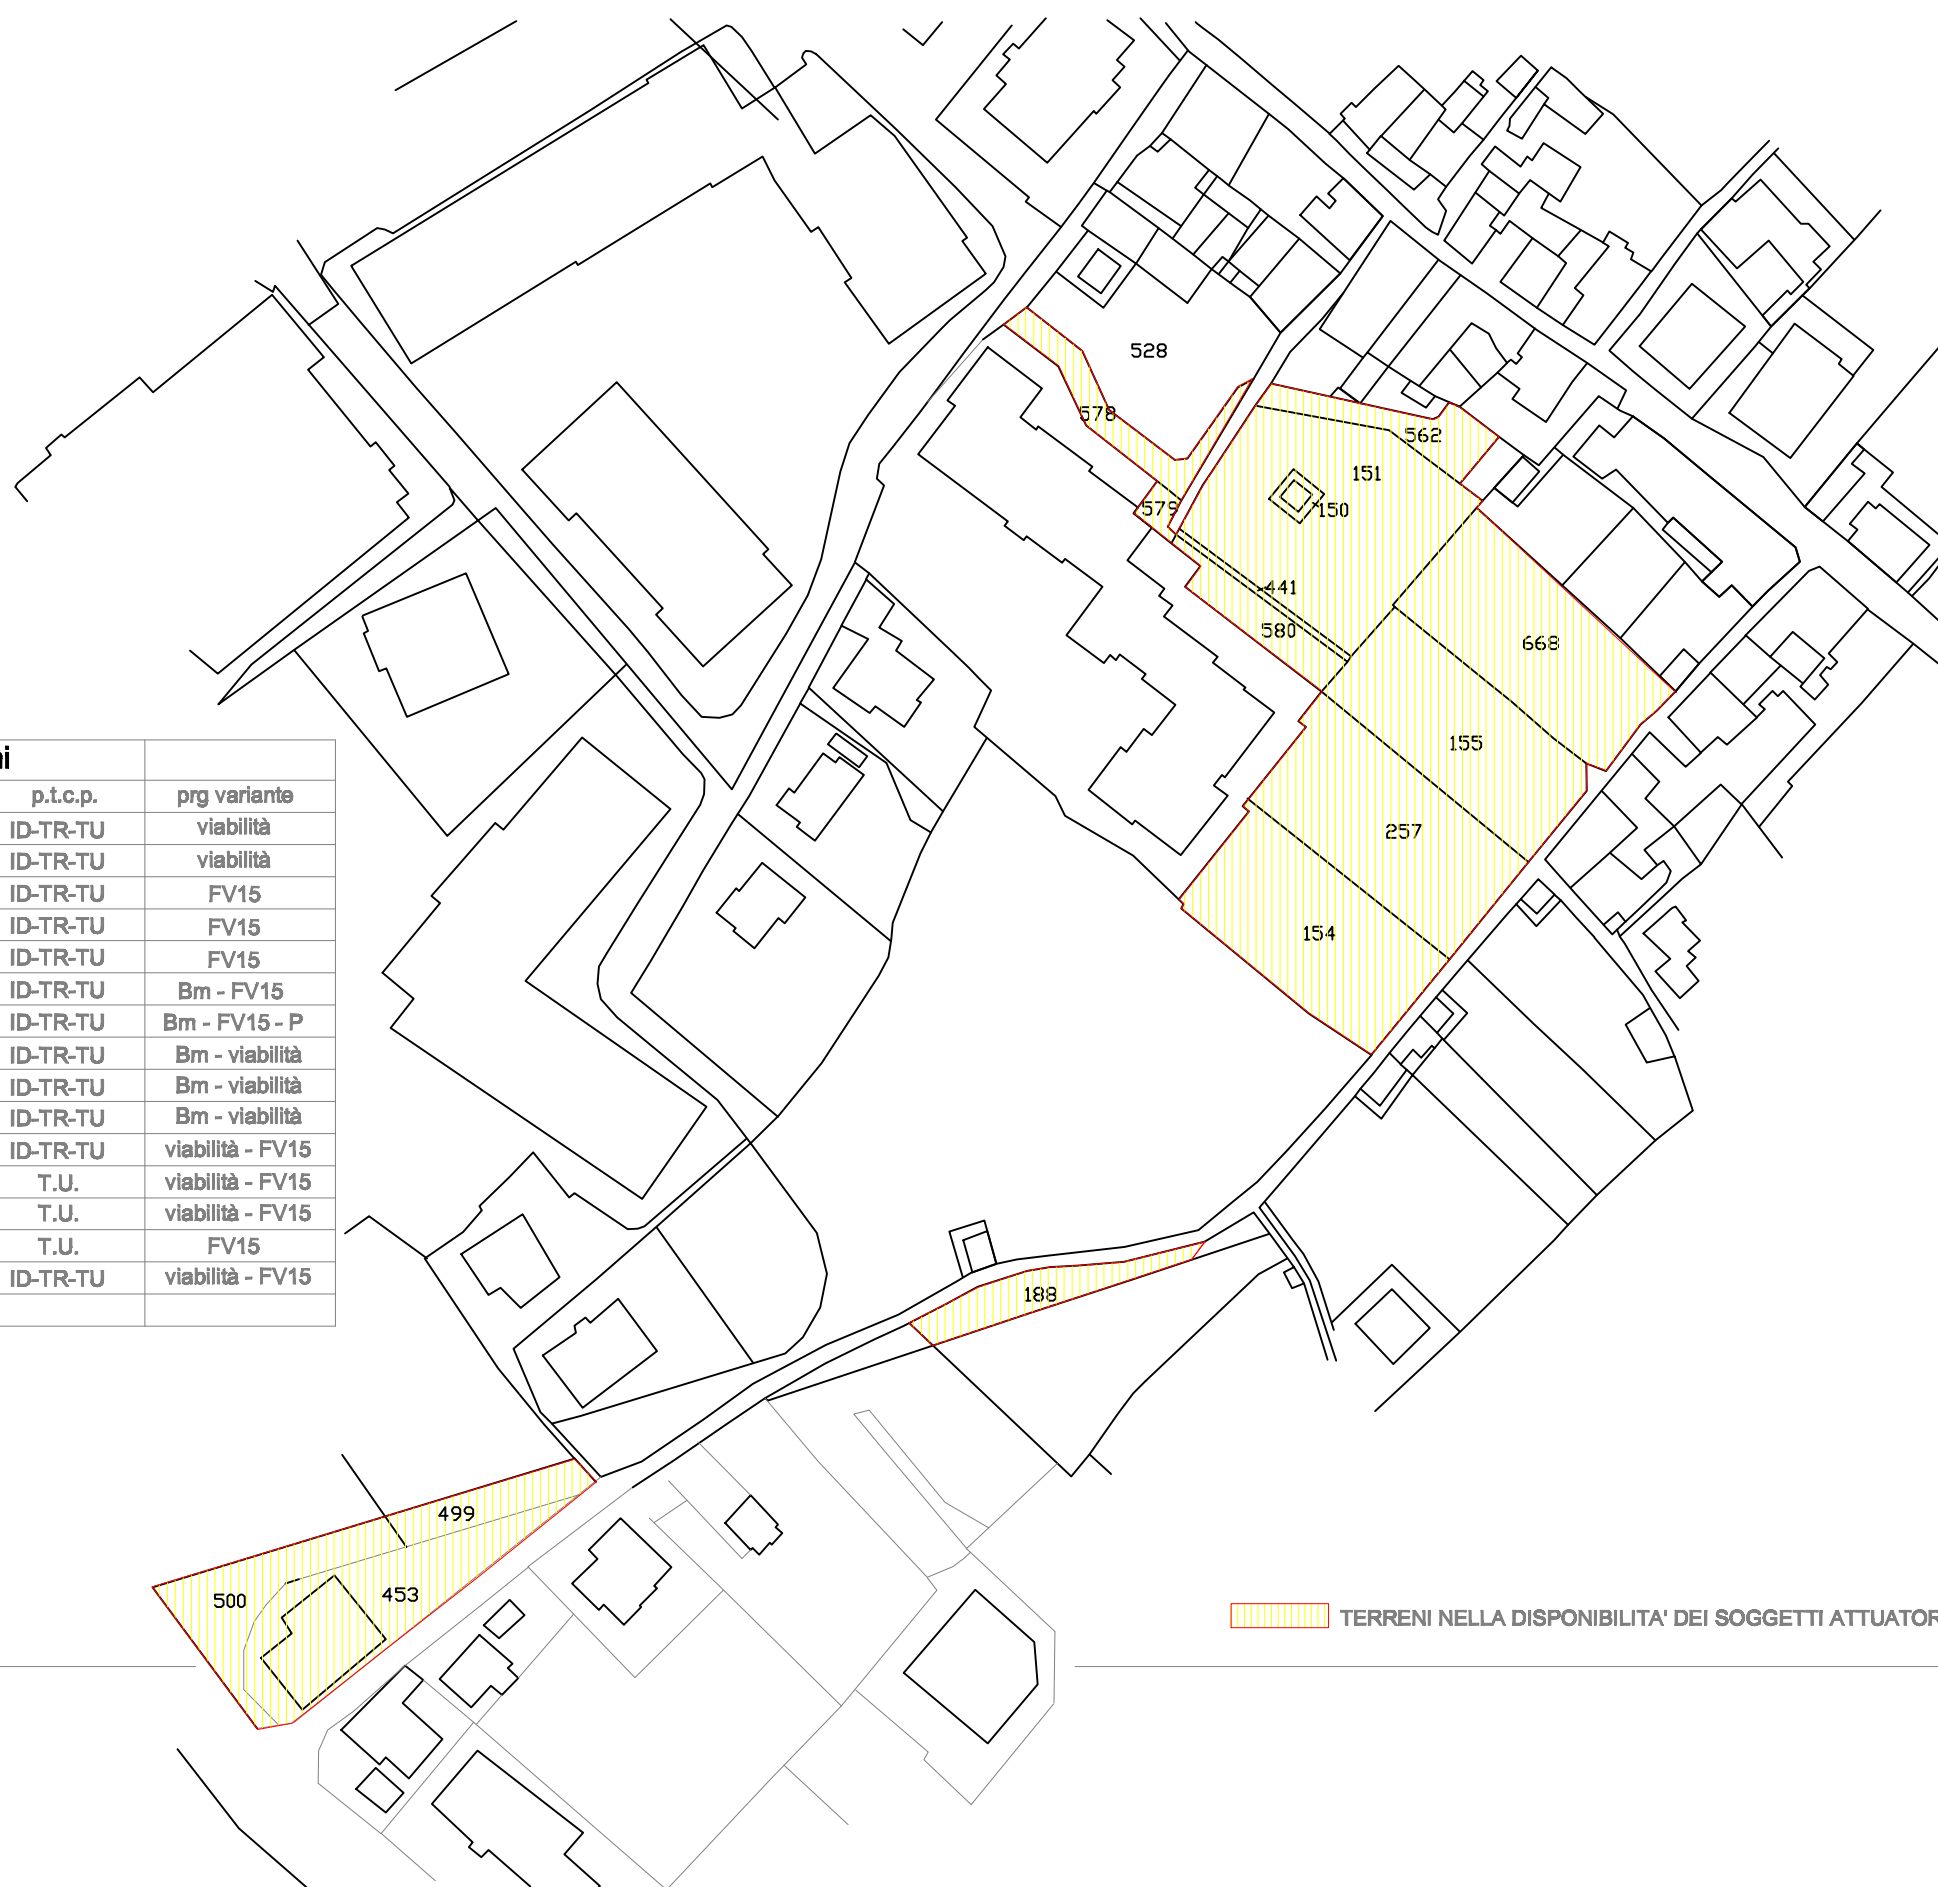 p.t.c.p. prg variante
ID-TR-TU viabilità
ID-TR-TU viabilità
ID-TR-TU FV15
ID-TR-TU FV15
ID-TR-TU FV15
ID-TR-TU Bm - FV15
ID-TR-TU Bm - FV15 - P
ID-TR-TU Bm - viabilità
ID-TR-TU Bm - viabilità
ID-TR-TU Bm - viabilità
ID-TR-TU viabilità - FV15
T.U. viabilità - FV15
T.U. viabilità - FV15
T.U. FV15
ID-TR-TU viabilità - FV15
528
578
562
151
150
579
441
580
668
155
257
154
188
499
500
453
TERRENI NELLA DISPONIBILITA' DEI SOGGETTI ATTUATOR